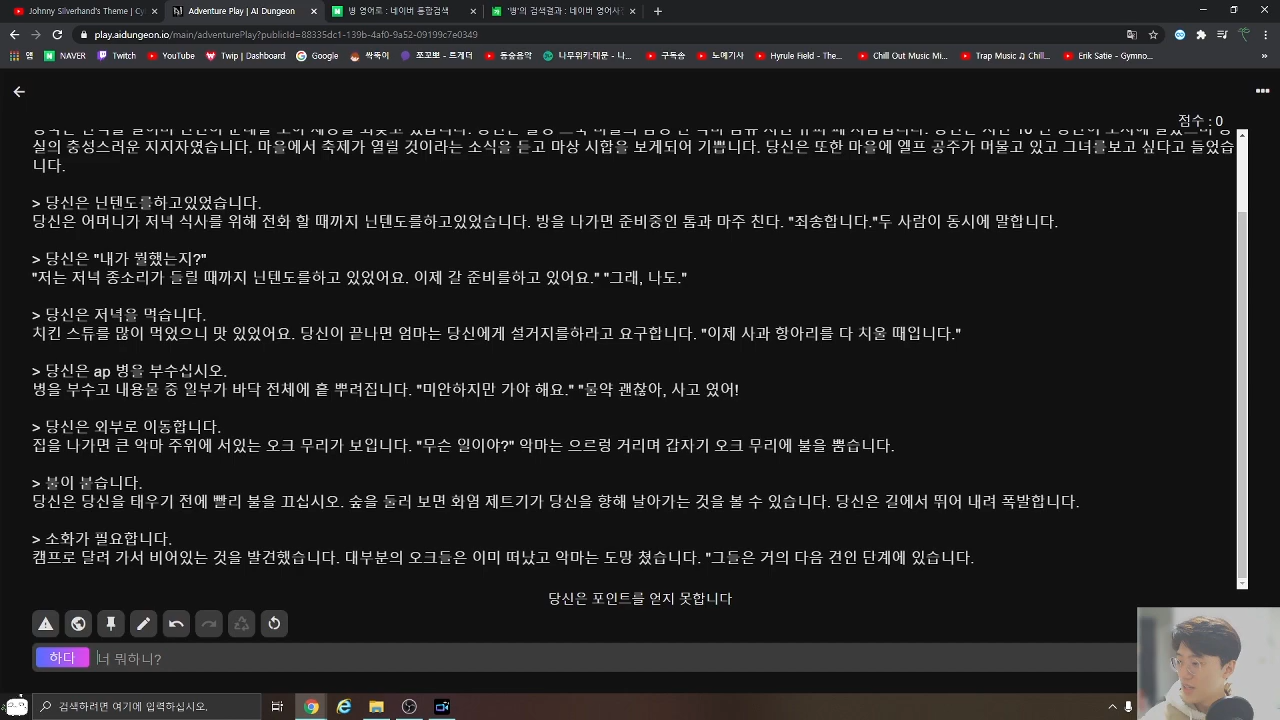 Johnny Silverhand's Theme | Cy
Adventure Play | AI Dungeon
병 영어로 : 네이버 통합검색
'병'의 검색결과 : 네이버 영어사
play.aidungeon.io/main/adventurePlay?publicId=88335dc1-139b-4af0-9a52-09199c7e0349
앱
NAVER
Twitch
YouTube
Twip | Dashboard
Google
싹뚝이
쪼꼬뽀 - 트게더
동숲음악
나무위키:대문 - 나...
구독송
노예기사
Hyrule Field - The...
Chill Out Music Mi...
Trap Music ♫ Chill...
Erik Satie - Gymno...
점수 : 0
실의 충성스러운 지지자였습니다. 마을에서 축제가 열릴 것이라는 소식을 듣고 마상 시합을 보게되어 기쁩니다. 당신은 또한 마을에 엘프 공주가 머물고 있고 그녀를보고 싶다고 들었습
니다.
> 당신은 닌텐도를하고있었습니다.
당신은 어머니가 저녁 식사를 위해 전화 할 때까지 닌텐도를하고있었습니다. 방을 나가면 준비중인 톰과 마주 친다. "죄송합니다."두 사람이 동시에 말합니다.
> 당신은 "내가 뭘했는지?"
"저는 저녁 종소리가 들릴 때까지 닌텐도를하고 있었어요. 이제 갈 준비를하고 있어요." "그래, 나도."
> 당신은 저녁을 먹습니다.
치킨 스튜를 많이 먹었으니 맛 있었어요. 당신이 끝나면 엄마는 당신에게 설거지를하라고 요구합니다. "이제 사과 항아리를 다 치울 때입니다."
> 당신은 ap 병을 부수십시오.
병을 부수고 내용물 중 일부가 바닥 전체에 흩 뿌려집니다. "미안하지만 가야 해요." "물약 괜찮아, 사고 였어!
> 당신은 외부로 이동합니다.
집을 나가면 큰 악마 주위에 서있는 오크 무리가 보입니다. "무슨 일이야?" 악마는 으르렁 거리며 갑자기 오크 무리에 불을 뿜습니다.
> 불이 붙습니다.
당신은 당신을 태우기 전에 빨리 불을 끄십시오. 숲을 둘러 보면 화염 제트기가 당신을 향해 날아가는 것을 볼 수 있습니다. 당신은 길에서 뛰어 내려 폭발합니다.
> 소화가 필요합니다.
캠프로 달려 가서 비어있는 것을 발견했습니다. 대부분의 오크들은 이미 떠났고 악마는 도망 쳤습니다. "그들은 거의 다음 견인 단계에 있습니다.
당신은 포인트를 얻지 못합니다
하다
너 뭐하니?
검색하려면 여기에 입력하십시오.